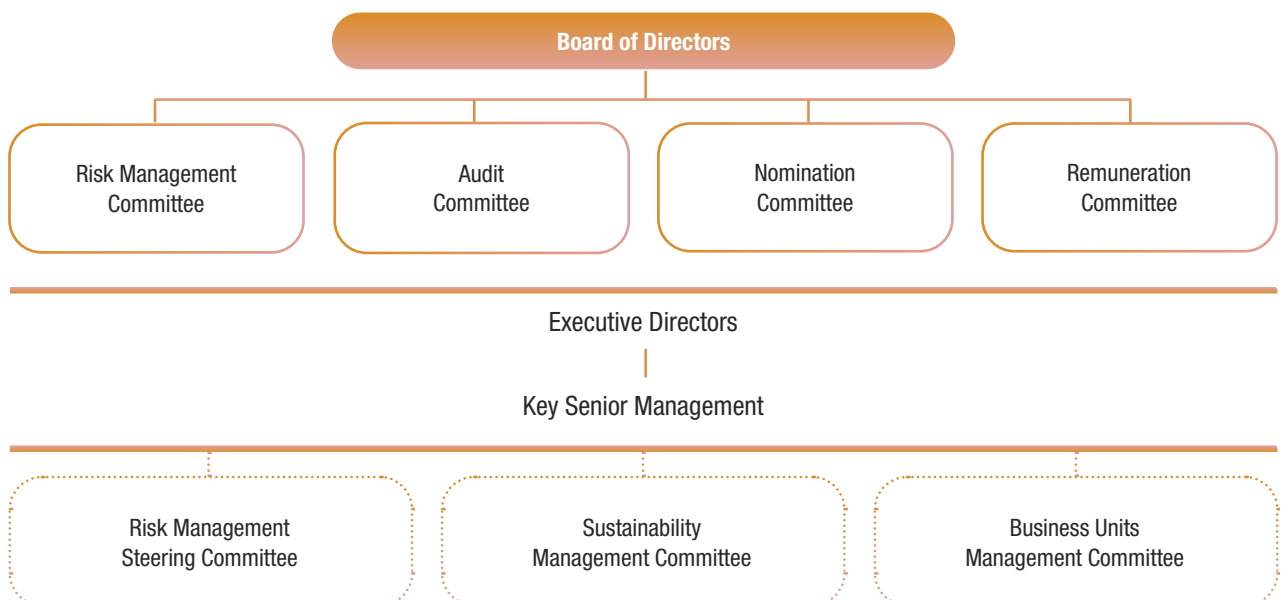 Board of Directors
Risk Management
Committee
Audit
Committee
Nomination
Committee
Remuneration
Committee
Executive Directors
Key Senior Management
Risk Management
Steering Committee
Sustainability
Management Committee
Business Units
Management Committee